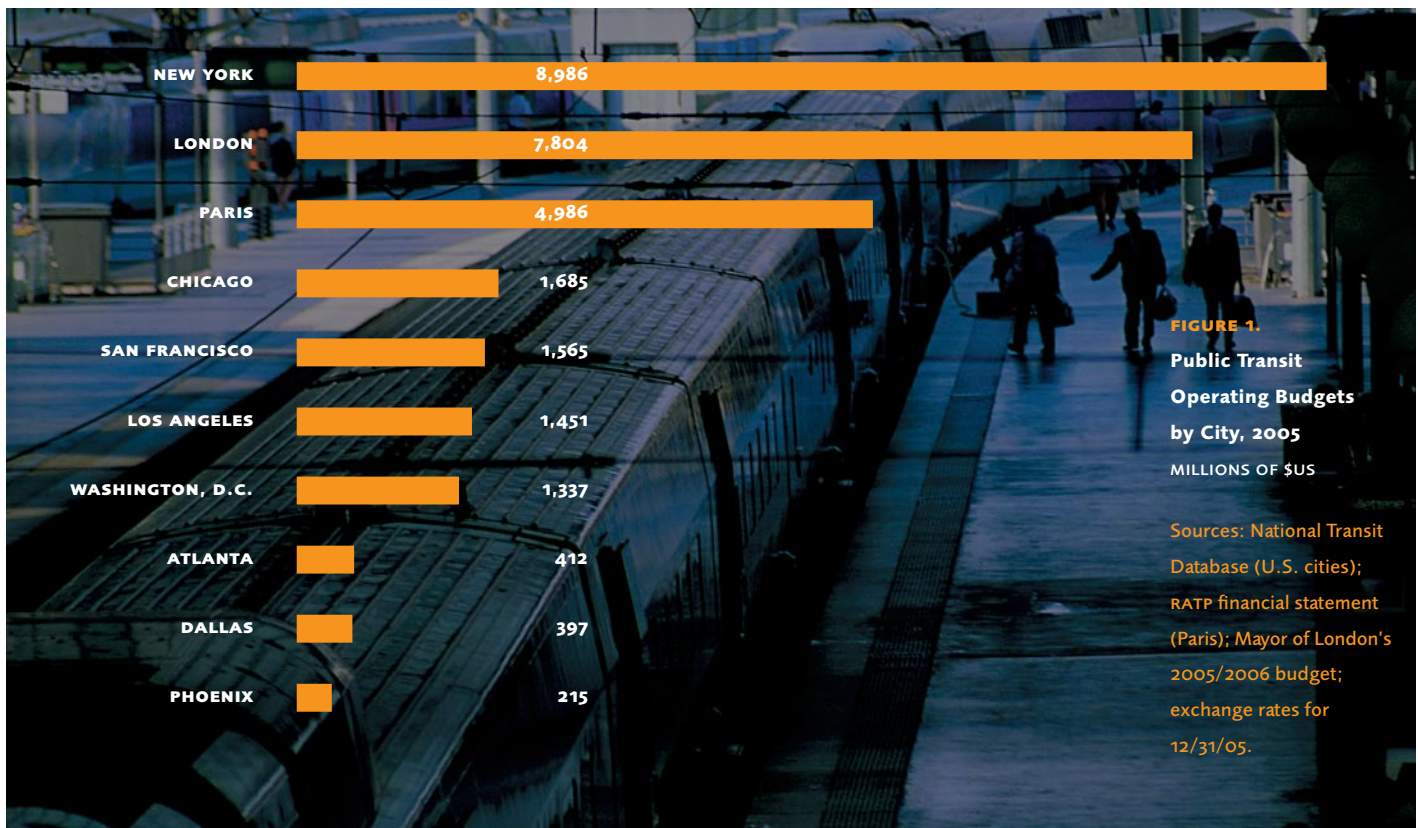 NEW YORK 8,986
LONDON 7,804
PARIS 4,986
CHICAGO 1,685
SAN FRANCISCO 1,565
LOS ANGELES 1,451
WASHINGTON, D.C. 1,337
ATLANTA 412
DALLAS 397
PHOENIX 215
FIGURE 1.
Public Transit
Operating Budgets
by City, 2005
MILLIONS OF $US
Sources: National Transit
Database (U.S. cities);
RATP financial statement
(Paris); Mayor of London's
2005/2006 budget;
exchange rates for
12/31/05.